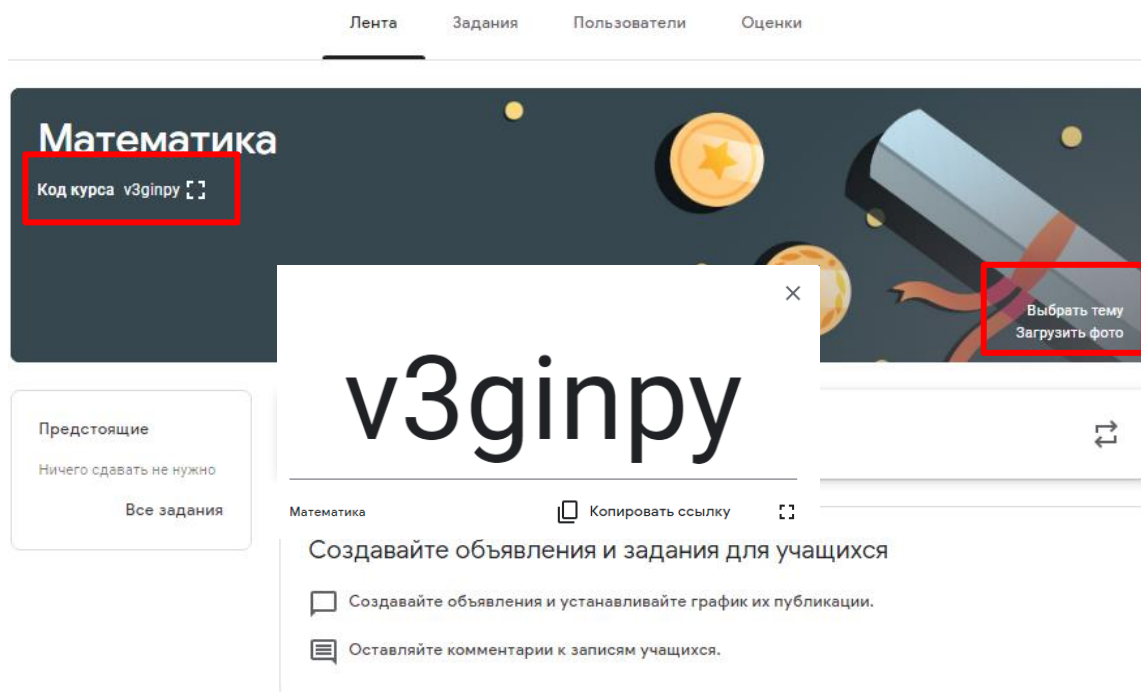 Лента Задания Пользователи Оценки
Математика
Код курса v3ginpy
Выбрать тему
Загрузить фото
v3ginpy
Математика Копировать ссылку
Предстоящие
Ничего сдавать не нужно
Все задания
Создавайте объявления и задания для учащихся
Создавайте объявления и устанавливайте график их публикации.
Оставляйте комментарии к записям учащихся.